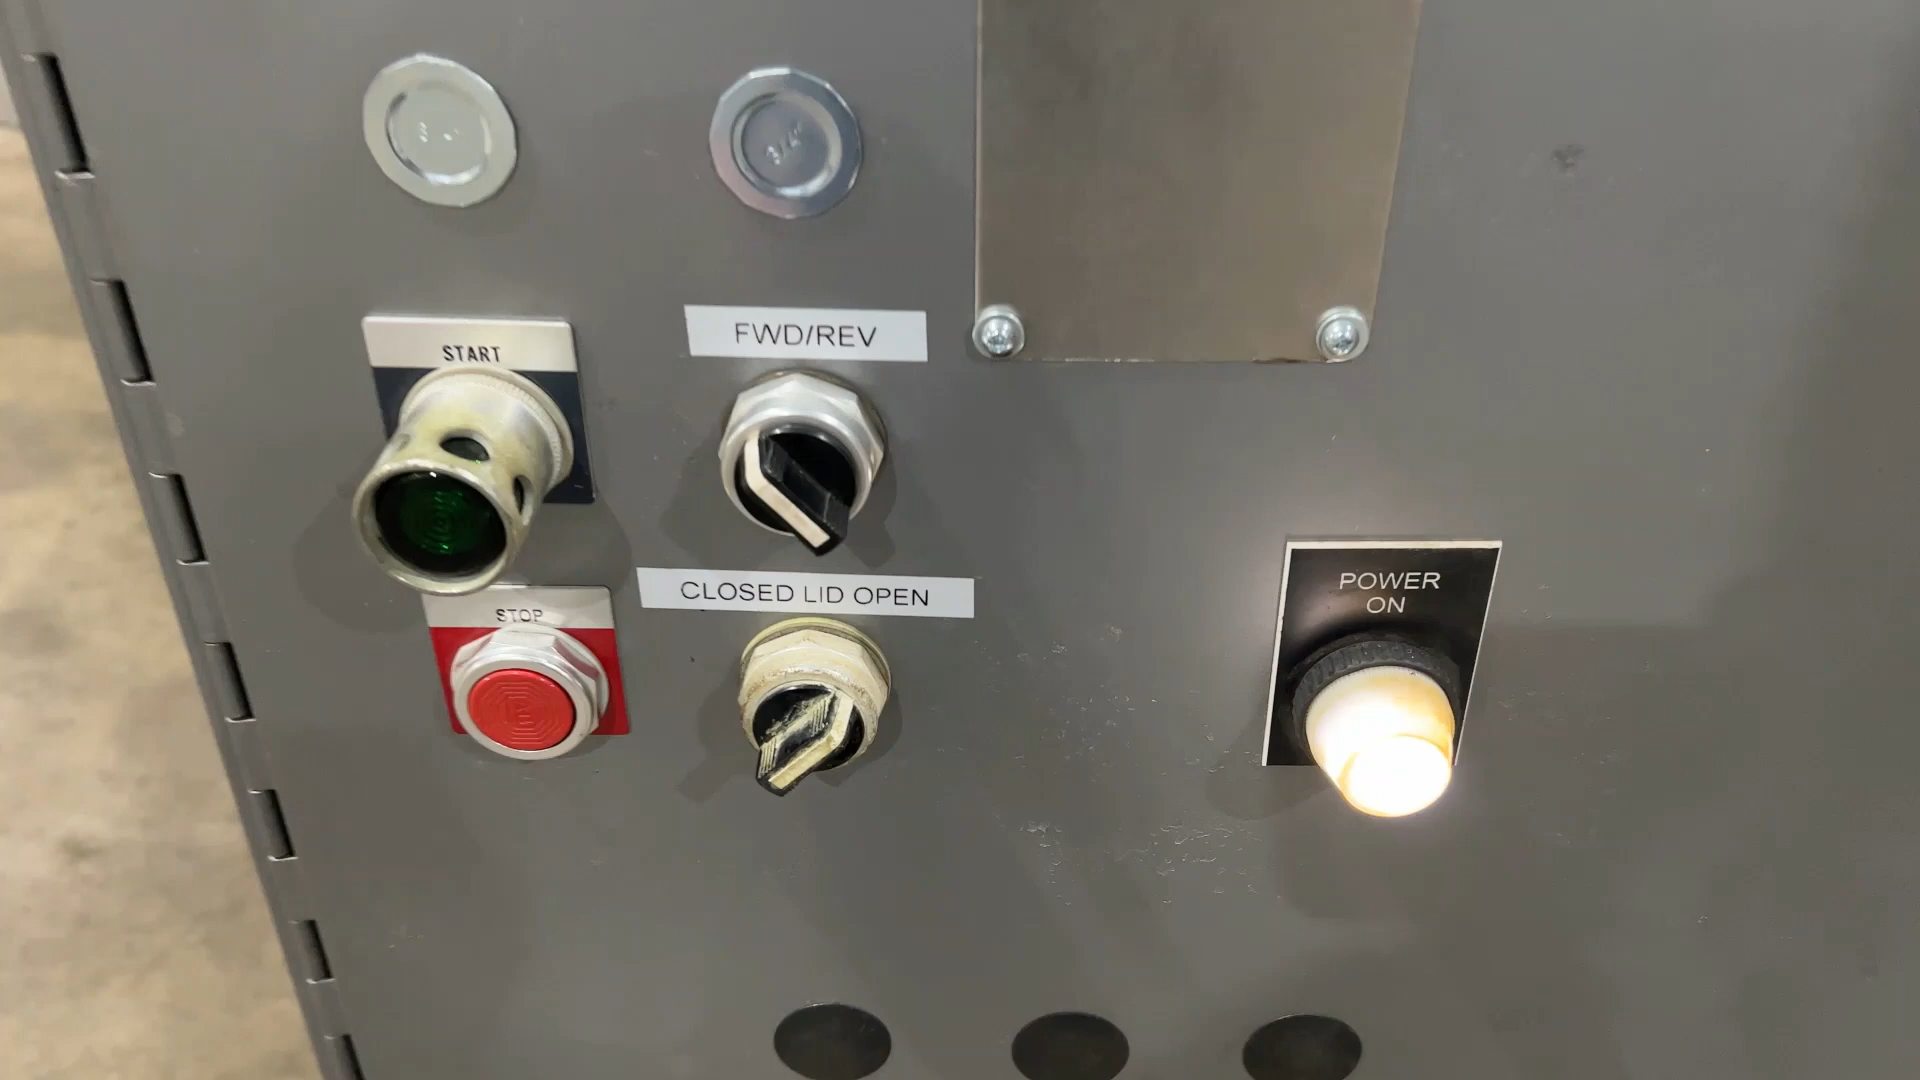 3/4"
START
FWD/REV
STOP
CLOSED LID OPEN
POWER
ON